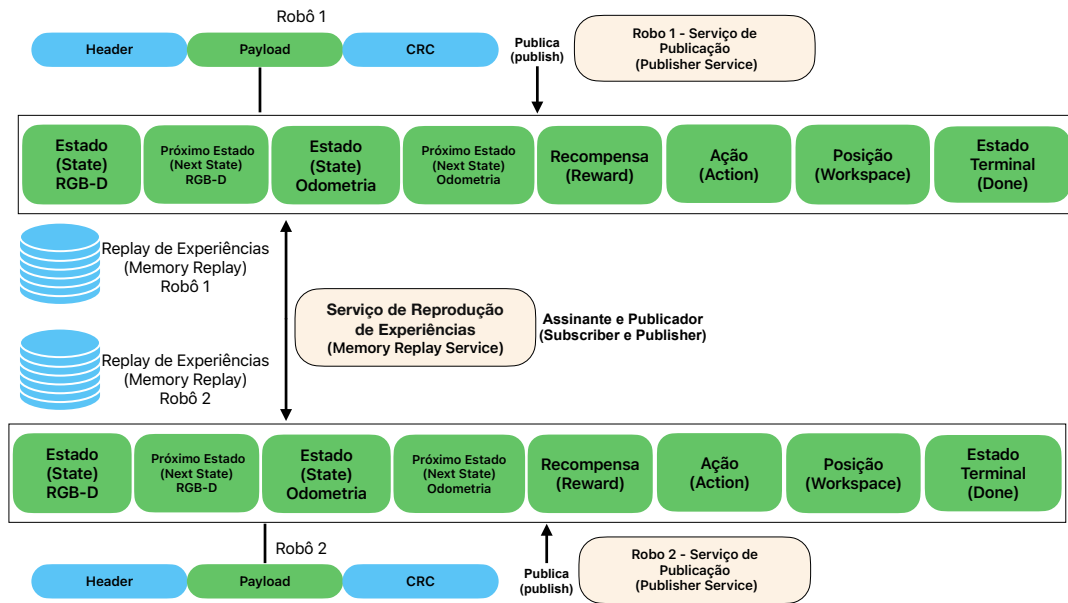 Robô 1
Header
Payload
CRC
Publica
(publish)
Robo 1 - Serviço de
Publicação
(Publisher Service)
Estado
(State)
RGB-D
Próximo Estado
(Next State)
RGB-D
Estado
(State)
Odometria
Próximo Estado
(Next State)
Odometria
Recompensa
(Reward)
Ação
(Action)
Posição
(Workspace)
Estado
Terminal
(Done)
Replay de Experiências
(Memory Replay)
Robô 1
Serviço de Reprodução
de Experiências
(Memory Replay Service)
Assinante e Publicador
(Subscriber e Publisher)
Replay de Experiências
(Memory Replay)
Robô 2
Estado
(State)
RGB-D
Próximo Estado
(Next State)
RGB-D
Estado
(State)
Odometria
Próximo Estado
(Next State)
Odometria
Recompensa
(Reward)
Ação
(Action)
Posição
(Workspace)
Estado
Terminal
(Done)
Robô 2
Header
Payload
CRC
Publica
(publish)
Robo 2 - Serviço de
Publicação
(Publisher Service)